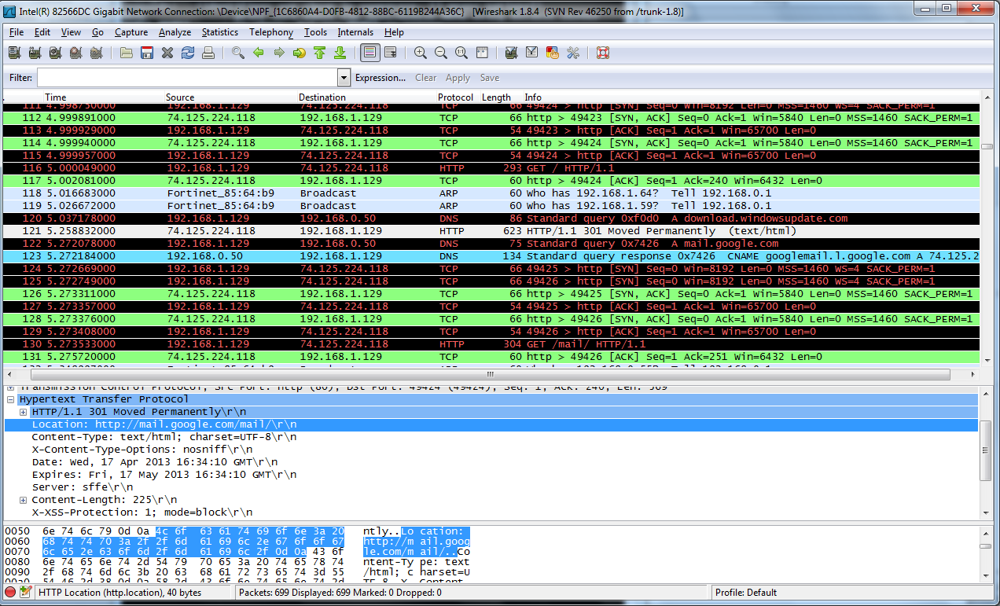 Intel(R) 82566DC Gigabit Network Connection: \Device\NPF_{1C6860A4-D0FB-4812-88BC-6119B244A36C} [Wireshark 1.8.4 (SVN Rev 46250 from /trunk-1.8)]
File Edit View Go Capture Analyze Statistics Telephony Tools Internals Help
Filter: Expression... Clear Apply Save
Time Source Destination Protocol Length Info
111 4.998750000 192.168.1.129 74.125.224.118 TCP 66 49424 > http [SYN] Seq=0 Win=8192 Len=0 MSS=1460 WS=4 SACK_PERM=1
112 4.999891000 74.125.224.118 192.168.1.129 TCP 66 http > 49423 [SYN, ACK] Seq=0 Ack=1 Win=5840 Len=0 MSS=1460 SACK_PERM=1
113 4.999929000 192.168.1.129 74.125.224.118 TCP 54 49423 > http [ACK] Seq=1 Ack=1 Win=65700 Len=0
114 4.999940000 74.125.224.118 192.168.1.129 TCP 66 http > 49424 [SYN, ACK] Seq=0 Ack=1 Win=5840 Len=0 MSS=1460 SACK_PERM=1
115 4.999957000 192.168.1.129 74.125.224.118 TCP 54 49424 > http [ACK] Seq=1 Ack=1 Win=65700 Len=0
116 5.000049000 192.168.1.129 74.125.224.118 HTTP 293 GET / HTTP/1.1
117 5.002081000 74.125.224.118 192.168.1.129 TCP 60 http > 49424 [ACK] Seq=1 Ack=240 Win=6432 Len=0
118 5.016683000 Fortinet_85:64:b9 Broadcast ARP 60 Who has 192.168.1.64? Tell 192.168.0.1
119 5.026672000 Fortinet_85:64:b9 Broadcast ARP 60 Who has 192.168.1.59? Tell 192.168.0.1
120 5.037178000 192.168.1.129 192.168.0.50 DNS 86 Standard query 0xf0d0 A download.windowsupdate.com
121 5.258832000 74.125.224.118 192.168.1.129 HTTP 623 HTTP/1.1 301 Moved Permanently (text/html)
122 5.272078000 192.168.1.129 192.168.0.50 DNS 75 Standard query 0x7426 A mail.google.com
123 5.272184000 192.168.0.50 192.168.1.129 DNS 134 Standard query response 0x7426 CNAME googlemail.l.google.com A 74.125.2
124 5.272669000 192.168.1.129 74.125.224.118 TCP 66 49425 > http [SYN] Seq=0 Win=8192 Len=0 MSS=1460 WS=4 SACK_PERM=1
125 5.272749000 192.168.1.129 74.125.224.118 TCP 66 49426 > http [SYN] Seq=0 Win=8192 Len=0 MSS=1460 WS=4 SACK_PERM=1
126 5.273311000 74.125.224.118 192.168.1.129 TCP 66 http > 49425 [SYN, ACK] Seq=0 Ack=1 Win=5840 Len=0 MSS=1460 SACK_PERM=1
127 5.273357000 192.168.1.129 74.125.224.118 TCP 54 49425 > http [ACK] Seq=1 Ack=1 Win=65700 Len=0
128 5.273376000 74.125.224.118 192.168.1.129 TCP 66 http > 49426 [SYN, ACK] Seq=0 Ack=1 Win=5840 Len=0 MSS=1460 SACK_PERM=1
129 5.273408000 192.168.1.129 74.125.224.118 TCP 54 49426 > http [ACK] Seq=1 Ack=1 Win=65700 Len=0
130 5.273533000 192.168.1.129 74.125.224.118 HTTP 304 GET /mail/ HTTP/1.1
131 5.275720000 74.125.224.118 192.168.1.129 TCP 60 http > 49426 [ACK] Seq=1 Ack=251 Win=6432 Len=0
Transmission Control Protocol, Src Port: http (80), Dst Port: 49424 (49424), Seq: 1, Ack: 240, Len: 569
Hypertext Transfer Protocol
HTTP/1.1 301 Moved Permanently\r\n
Location: http://mail.google.com/mail/\r\n
Content-Type: text/html; charset=UTF-8\r\n
X-Content-Type-Options: nosniff\r\n
Date: Wed, 17 Apr 2013 16:34:10 GMT\r\n
Expires: Fri, 17 May 2013 16:34:10 GMT\r\n
Server: sffe\r\n
Content-Length: 225\r\n
X-XSS-Protection: 1; mode=block\r\n
0050 6e 74 6c 79 0d 0a 4c 6f 63 61 74 69 6f 6e 3a 20 ntly..Lo cation:
0060 68 74 74 70 3a 2f 2f 6d 61 69 6c 2e 67 6f 6f 67 http://m ail.goog
0070 6c 65 2e 63 6f 6d 2f 6d 61 69 6c 2f 0d 0a 43 6f le.com/m ail/..Co
0080 6e 74 65 6e 74 2d 54 79 70 65 3a 20 74 65 78 74 ntent-Ty pe: text
0090 2f 68 74 6d 6c 3b 20 63 68 61 72 73 65 74 3d 55 /html; c harset=U
00a0 54 46 2d 38 0d 0a 58 2d 43 6f 6e 74 65 6e 74 2d TF-8..X- Content-
HTTP Location (http.location), 40 bytes Packets: 699 Displayed: 699 Marked: 0 Dropped: 0 Profile: Default